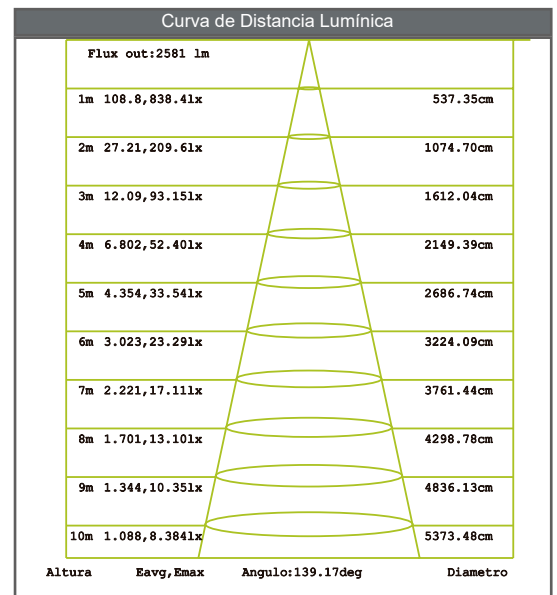 Curva de Distancia Lumínica
Flux out:2581 lm
1m 108.8,838.4lx 537.35cm
2m 27.21,209.6lx 1074.70cm
3m 12.09,93.15lx 1612.04cm
4m 6.802,52.40lx 2149.39cm
5m 4.354,33.54lx 2686.74cm
6m 3.023,23.29lx 3224.09cm
7m 2.221,17.11lx 3761.44cm
8m 1.701,13.10lx 4298.78cm
9m 1.344,10.35lx 4836.13cm
10m 1.088,8.384lx 5373.48cm
Altura Eavg,Emax Angulo:139.17deg Diametro